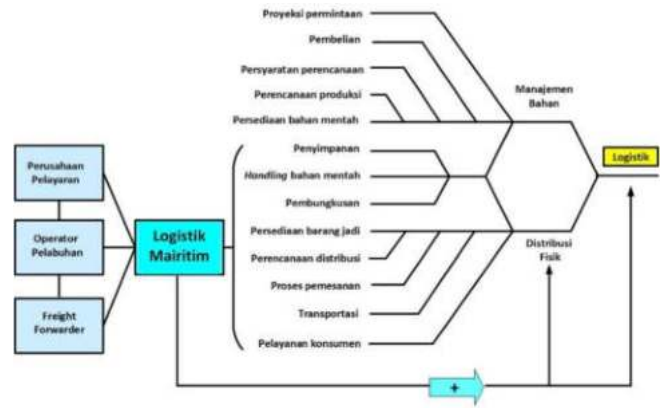 Proyeksi permintaan
Pembelian
Persyaratan perencanaan
Perencanaan produksi
Persediaan bahan mentah
Manajemen
Bahan
Penyimpanan
Handling bahan mentah
Pembungkusan
Persediaan barang jadi
Perencanaan distribusi
Proses pemesanan
Transportasi
Pelayanan konsumen
Perusahaan
Pelayaran
Operator
Pelabuhan
Freight
Forwarder
Logistik
Mairitim
Logistik
Distribusi
Fisik
+